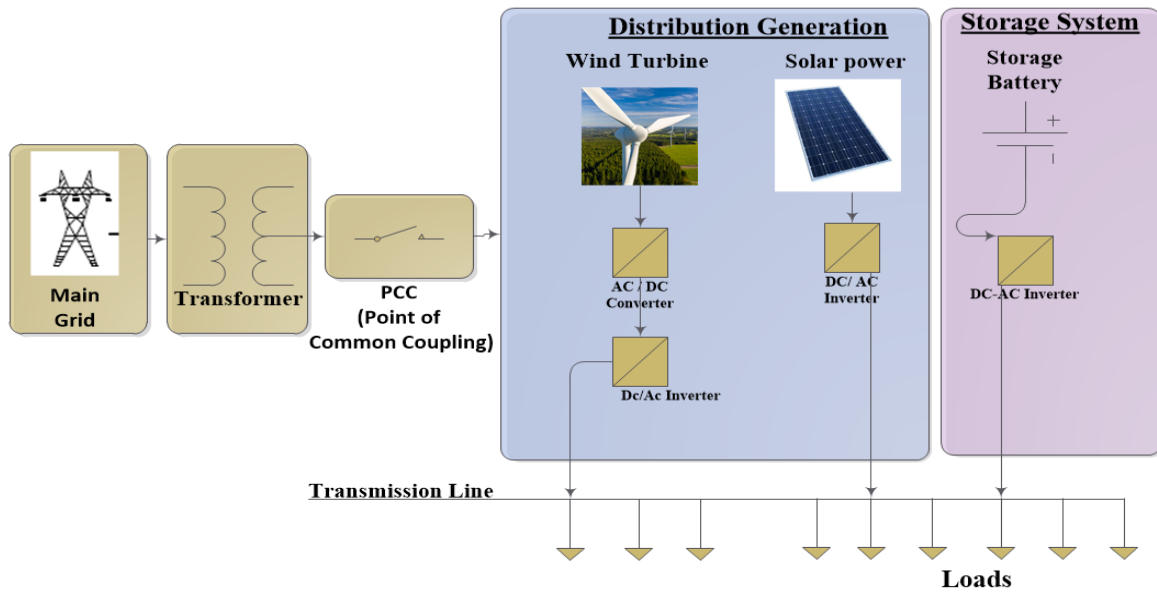 Distribution Generation
Storage System
Wind Turbine
Solar power
Storage
Battery
+
-
Main
Grid
Transformer
PCC
(Point of
Common Coupling)
AC / DC
Converter
DC/ AC
Inverter
DC-AC Inverter
Dc/Ac Inverter
Transmission Line
Loads